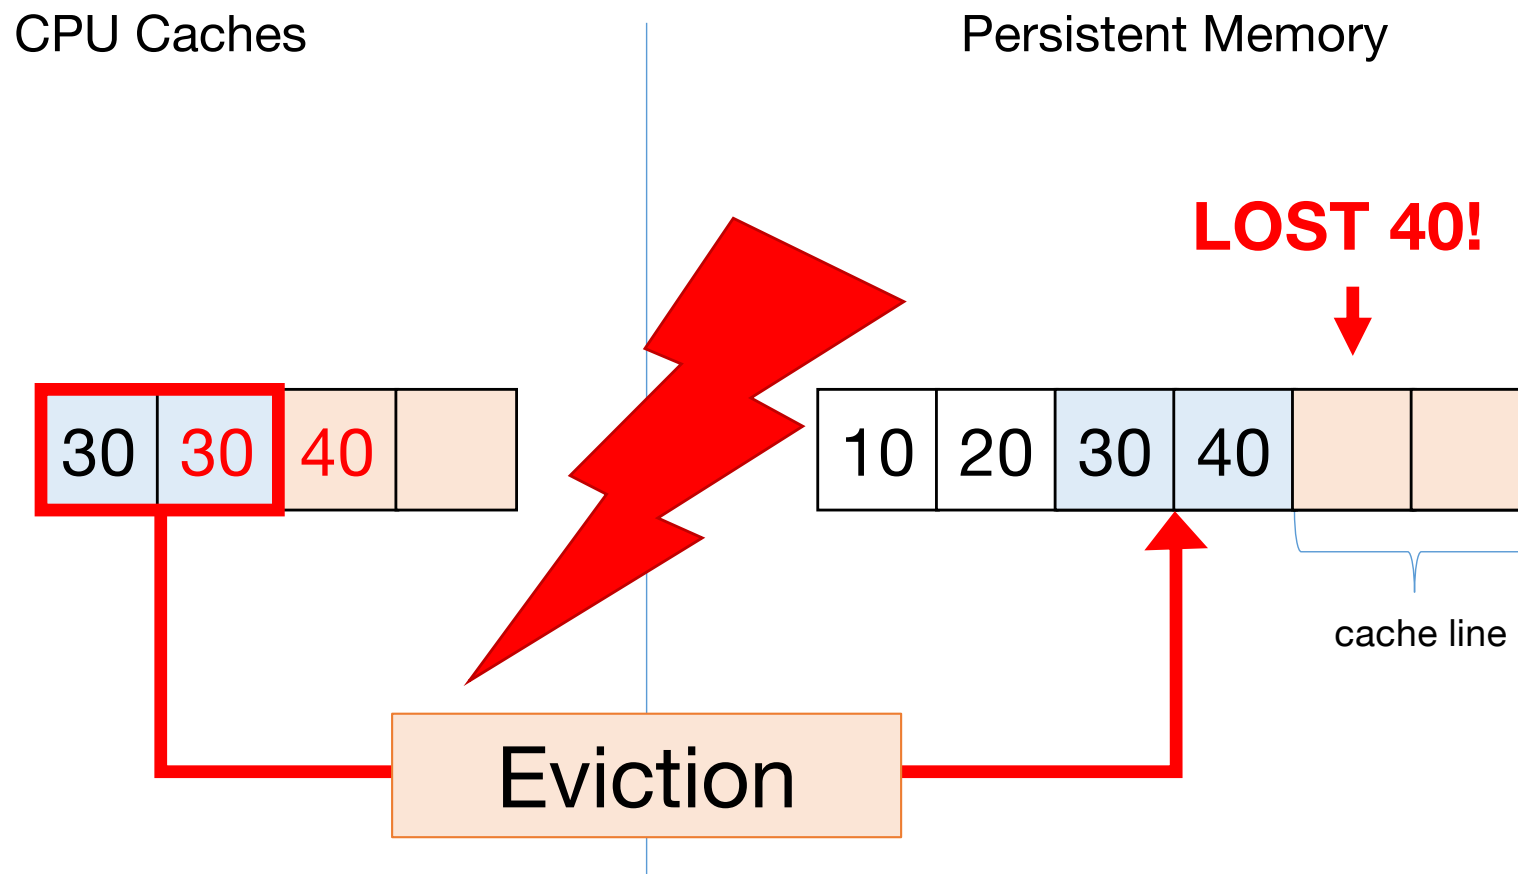 CPU Caches
Persistent Memory
LOST 40!
30 30 40
10 20 30 40
cache line
Eviction